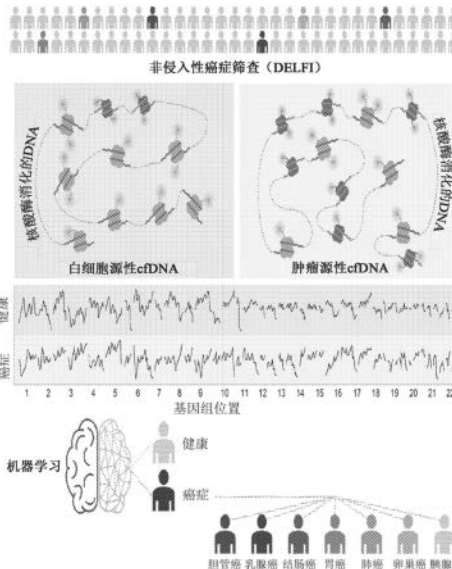 非侵入性癌症筛查（DELFI）
核酸酶消化的DNA
核酸酶消化的DNA
白细胞源性cfDNA
肿瘤源性cfDNA
健康
癌症
1 2 3 4 5 6 7 8 9 10 11 12 13 14 15 16 17 18 19 20 21 22
基因组位置
机器学习
健康
癌症
胆管癌 乳腺癌 结肠癌 胃癌 肺癌 卵巢癌 胰腺